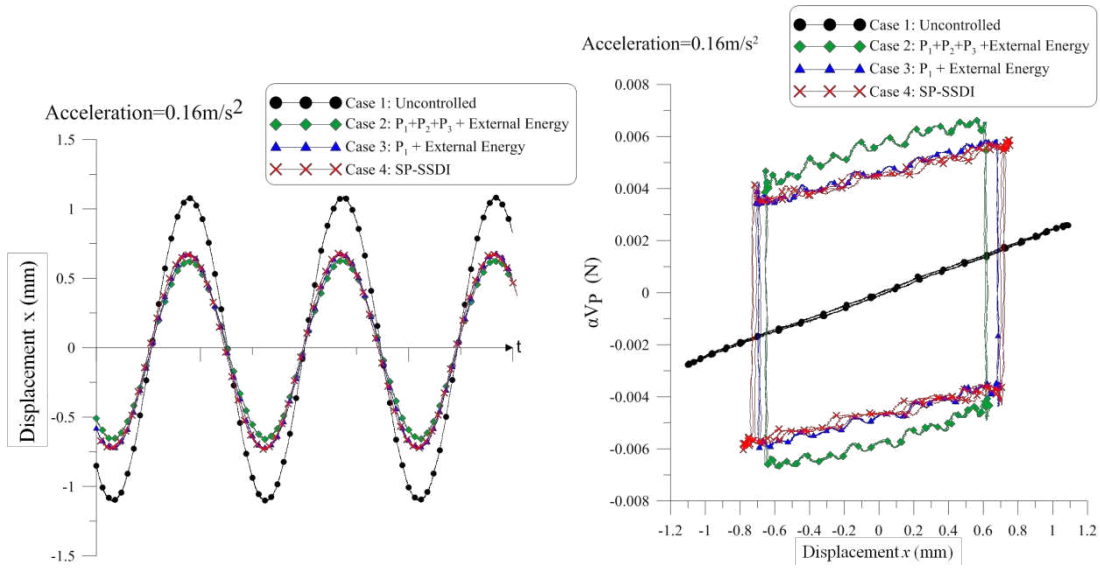 Acceleration=0.16m/s²
Case 1: Uncontrolled
Case 2: P₁+P₂+P₃ + External Energy
Case 3: P₁ + External Energy
Case 4: SP-SSDI
1.5
1
0.5
0
-0.5
-1
-1.5
Displacement x (mm)
t
Acceleration=0.16m/s²
Case 1: Uncontrolled
Case 2: P₁+P₂+P₃ +External Energy
Case 3: P₁ + External Energy
Case 4: SP-SSDI
0.008
0.006
0.004
0.002
0
-0.002
-0.004
-0.006
-0.008
αVp (N)
-1.2 -1 -0.8 -0.6 -0.4 -0.2 0 0.2 0.4 0.6 0.8 1 1.2
Displacement x (mm)